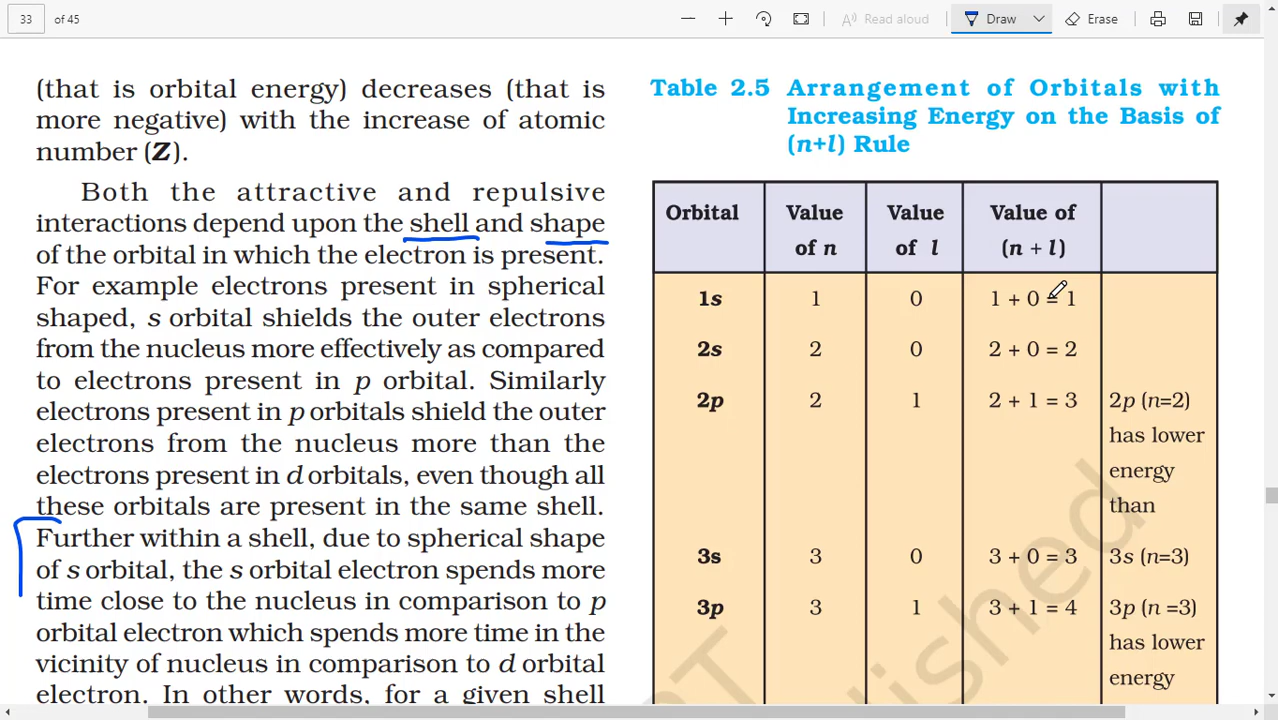 33 of 45
Read aloud
Draw
Erase
(that is orbital energy) decreases (that is
more negative) with the increase of atomic
number (Z).
Both the attractive and repulsive
interactions depend upon the shell and shape
of the orbital in which the electron is present.
For example electrons present in spherical
shaped, s orbital shields the outer electrons
from the nucleus more effectively as compared
to electrons present in p orbital. Similarly
electrons present in p orbitals shield the outer
electrons from the nucleus more than the
electrons present in d orbitals, even though all
these orbitals are present in the same shell.
Further within a shell, due to spherical shape
of s orbital, the s orbital electron spends more
time close to the nucleus in comparison to p
orbital electron which spends more time in the
vicinity of nucleus in comparison to d orbital
electron. In other words, for a given shell
Table 2.5 Arrangement of Orbitals with
Increasing Energy on the Basis of
(n+l) Rule
Orbital Value of n Value of l Value of (n + l)
1s 1 0 1 + 0 = 1
2s 2 0 2 + 0 = 2
2p 2 1 2 + 1 = 3 2p (n=2)
has lower
energy
than
3s 3 0 3 + 0 = 3 3s (n=3)
3p 3 1 3 + 1 = 4 3p (n =3)
has lower
energy